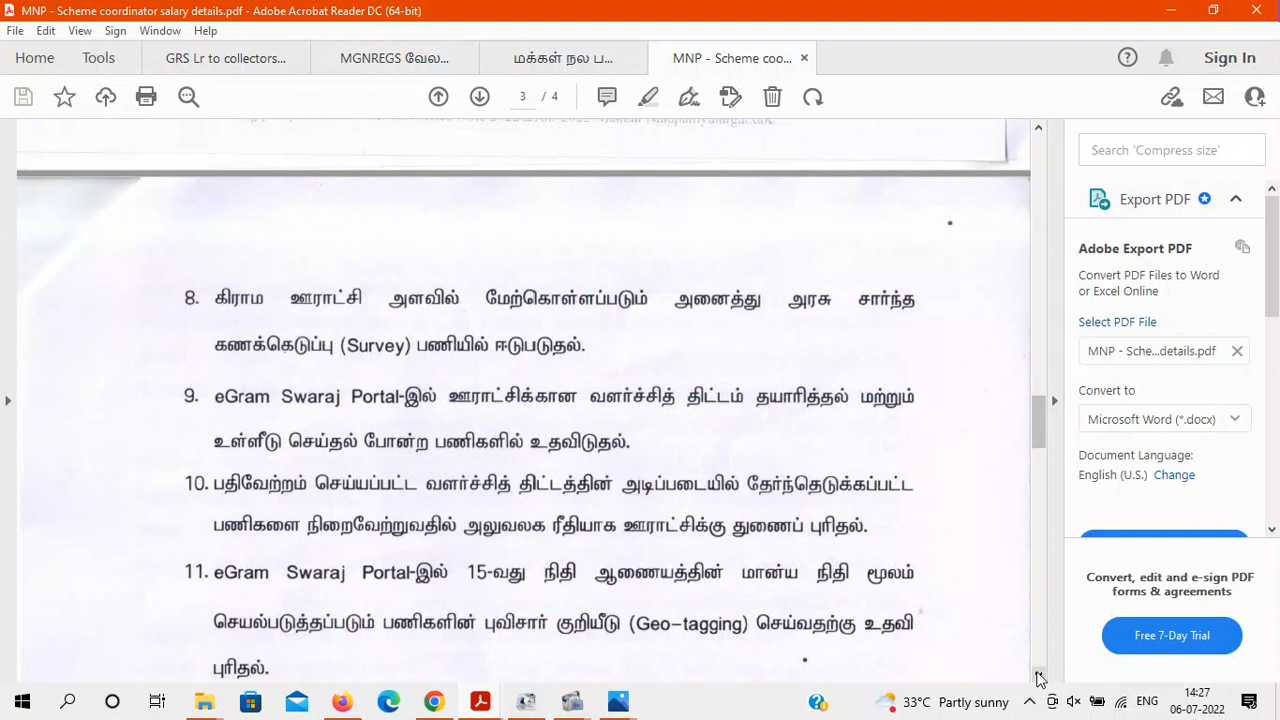 MNP - Scheme coordinator salary details.pdf - Adobe Acrobat Reader DC (64-bit)
File Edit View Sign Window Help
Home Tools GRS Lr to collectors... MGNREGS வேல... மக்கள் நல ப... MNP - Scheme coo... ×
Sign In
3 / 4
Search 'Compress size'
Export PDF
Adobe Export PDF
Convert PDF Files to Word
or Excel Online
Select PDF File
MNP - Sche...details.pdf
Convert to
Microsoft Word (*.docx)
Document Language:
English (U.S.) Change
Convert, edit and e-sign PDF
forms & agreements
Free 7-Day Trial
8. கிராம ஊராட்சி அளவில் மேற்கொள்ளப்படும் அனைத்து அரசு சார்ந்த
கணக்கெடுப்பு (Survey) பணியில் ஈடுபடுதல்.
9. eGram Swaraj Portal-இல் ஊராட்சிக்கான வளர்ச்சித் திட்டம் தயாரித்தல் மற்றும்
உள்ளீடு செய்தல் போன்ற பணிகளில் உதவிடுதல்.
10. பதிவேற்றம் செய்யப்பட்ட வளர்ச்சித் திட்டத்தின் அடிப்படையில் தேர்ந்தெடுக்கப்பட்ட
பணிகளை நிறைவேற்றுவதில் அலுவலக ரீதியாக ஊராட்சிக்கு துணைப் புரிதல்.
11. eGram Swaraj Portal-இல் 15-வது நிதி ஆணையத்தின் மான்ய நிதி மூலம்
செயல்படுத்தப்படும் பணிகளின் புவிசார் குறியீடு (Geo-tagging) செய்வதற்கு உதவி
புரிதல்.
33°C Partly sunny ENG 14:27
06-07-2022